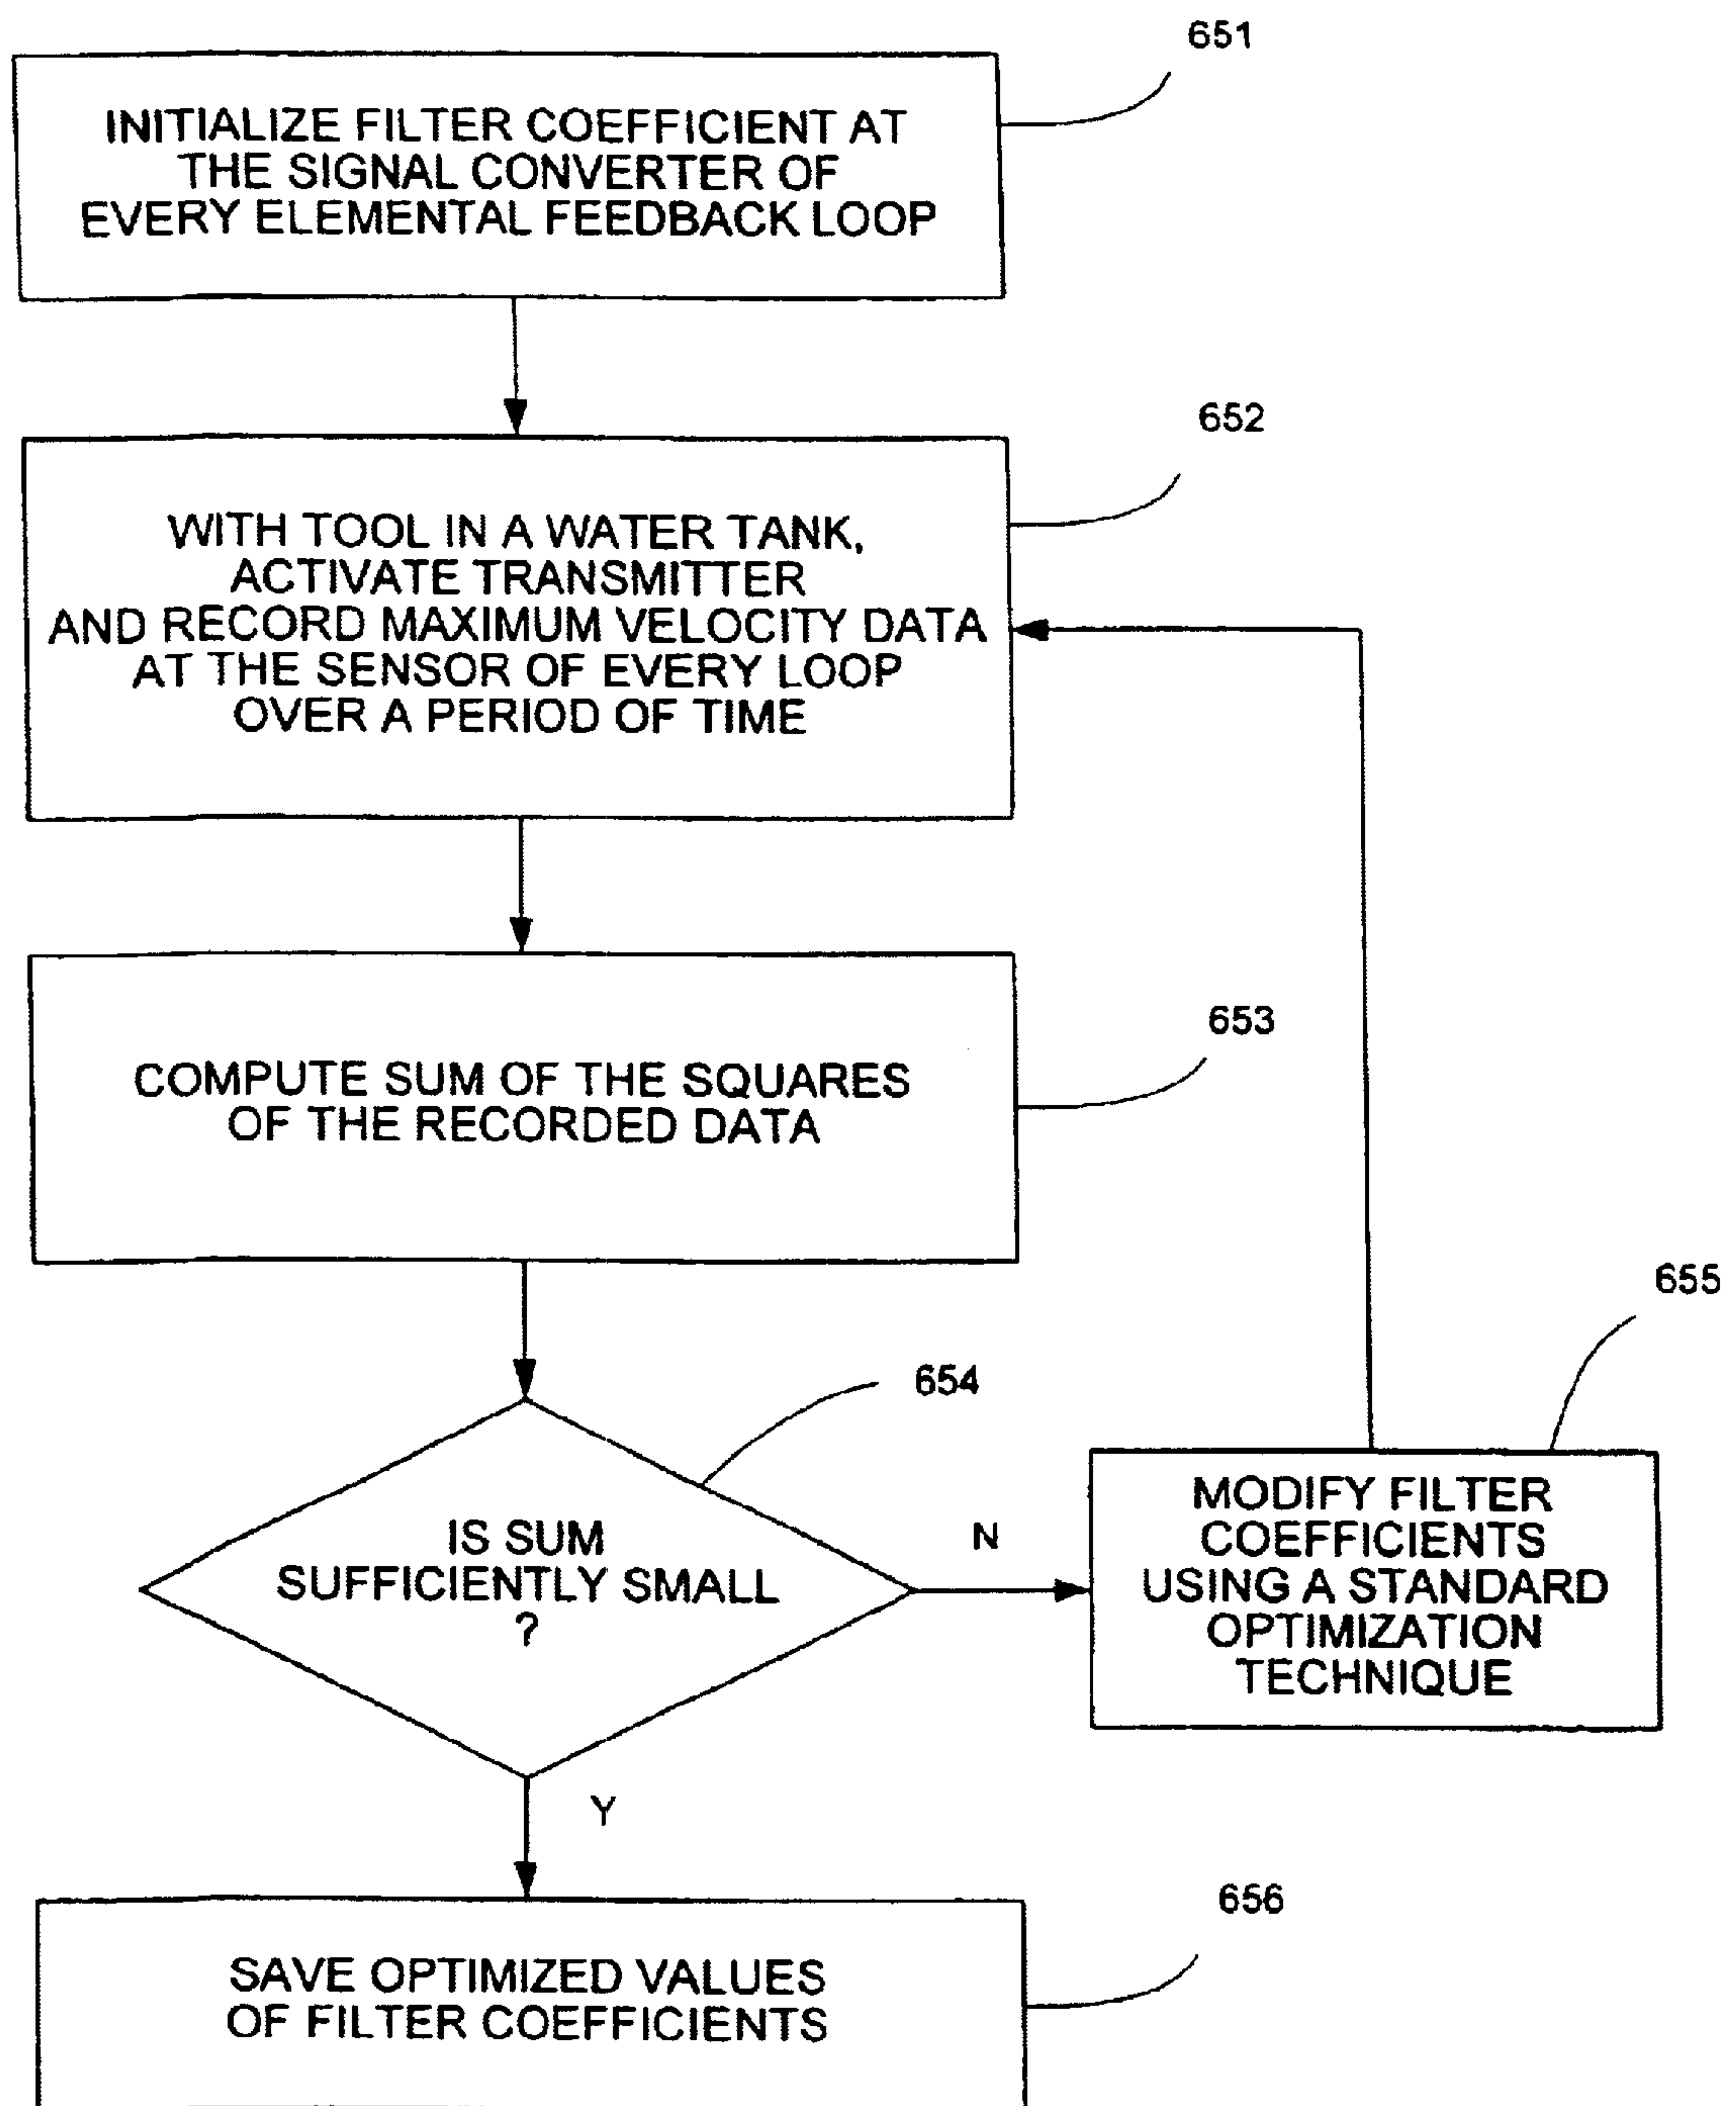 651
INITIALIZE FILTER COEFFICIENT AT
THE SIGNAL CONVERTER OF
EVERY ELEMENTAL FEEDBACK LOOP
652
WITH TOOL IN A WATER TANK,
ACTIVATE TRANSMITTER
AND RECORD MAXIMUM VELOCITY DATA
AT THE SENSOR OF EVERY LOOP
OVER A PERIOD OF TIME
653
COMPUTE SUM OF THE SQUARES
OF THE RECORDED DATA
654
IS SUM
SUFFICIENTLY SMALL
?
N
655
MODIFY FILTER
COEFFICIENTS
USING A STANDARD
OPTIMIZATION
TECHNIQUE
Y
656
SAVE OPTIMIZED VALUES
OF FILTER COEFFICIENTS